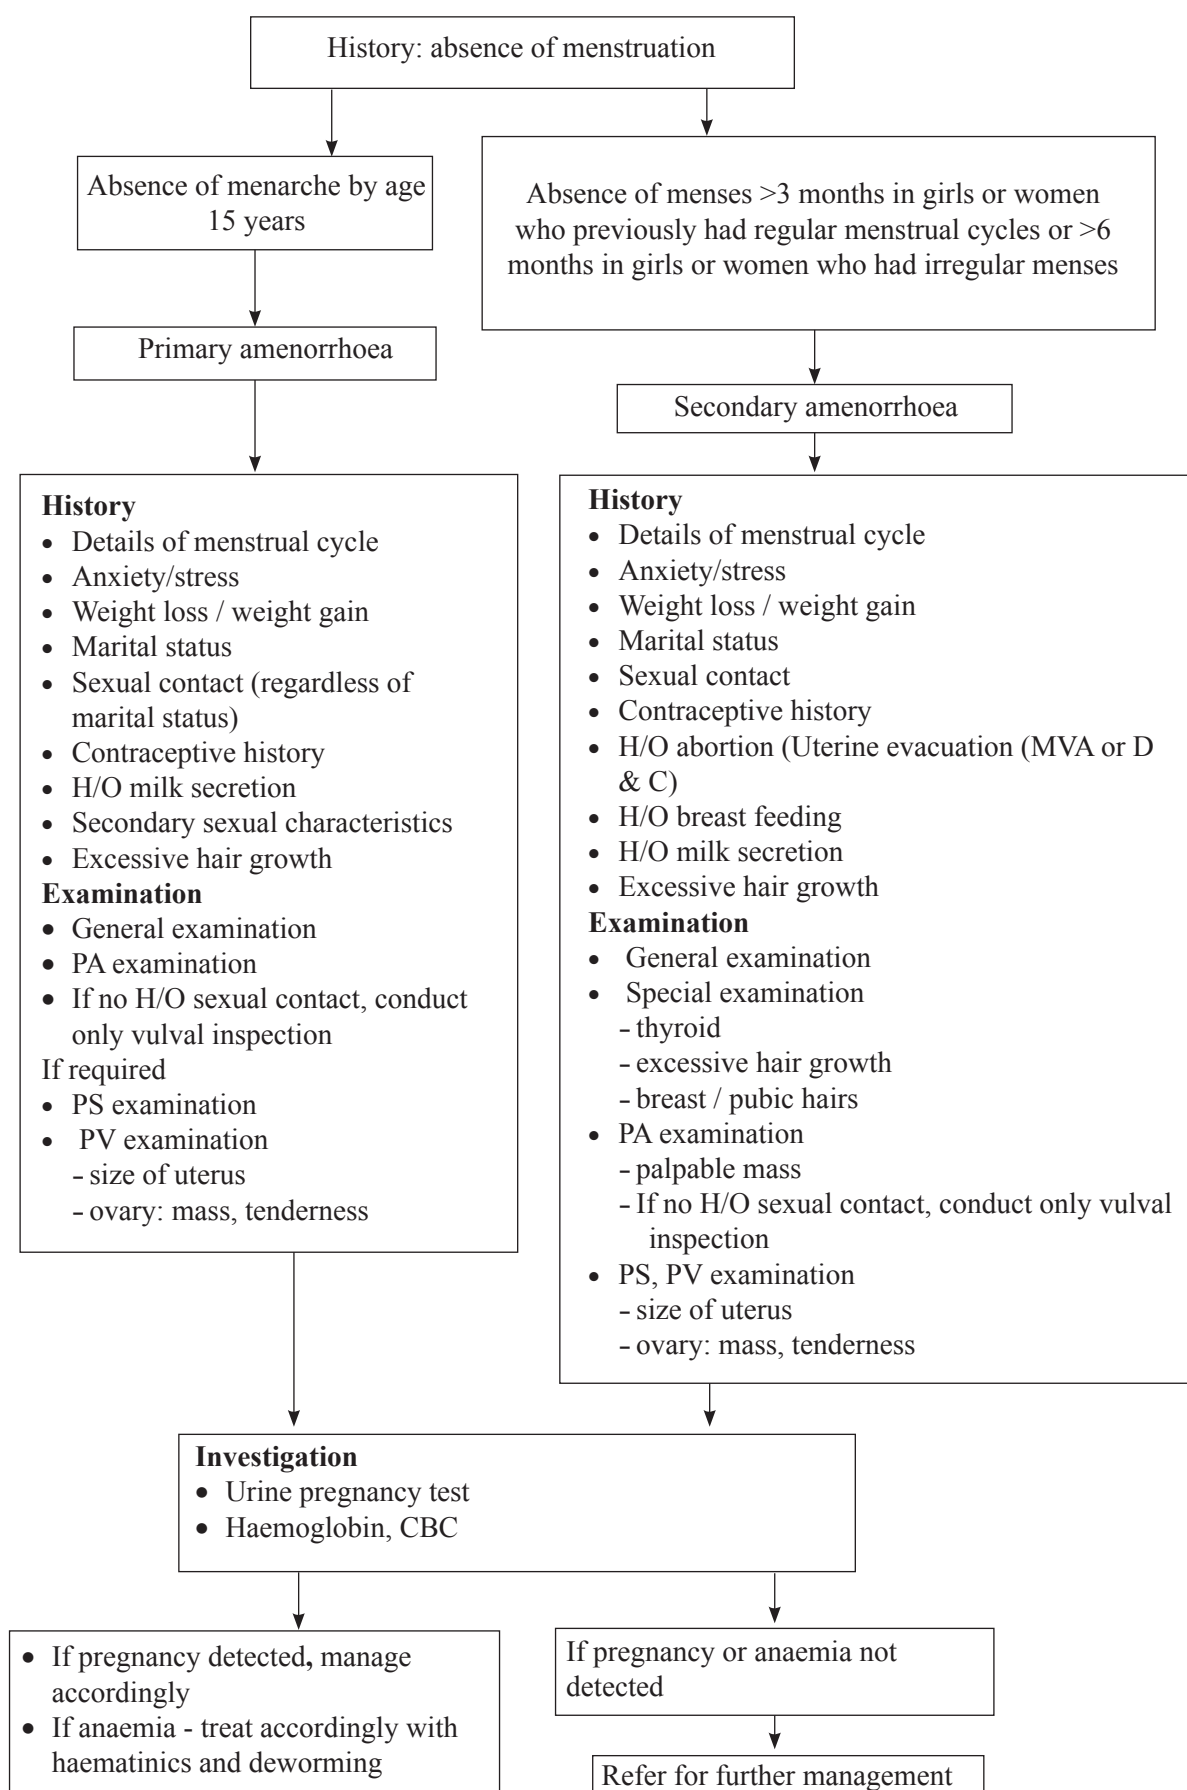 History: absence of menstruation
Absence of menarche by age
15 years
Absence of menses >3 months in girls or women
who previously had regular menstrual cycles or >6
months in girls or women who had irregular menses
Primary amenorrhoea
Secondary amenorrhoea
History
• Details of menstrual cycle
• Anxiety/stress
• Weight loss / weight gain
• Marital status
• Sexual contact (regardless of
marital status)
• Contraceptive history
• H/O milk secretion
• Secondary sexual characteristics
• Excessive hair growth
Examination
• General examination
• PA examination
• If no H/O sexual contact, conduct
only vulval inspection
If required
• PS examination
• PV examination
- size of uterus
- ovary: mass, tenderness
History
• Details of menstrual cycle
• Anxiety/stress
• Weight loss / weight gain
• Marital status
• Sexual contact
• Contraceptive history
• H/O abortion (Uterine evacuation (MVA or D
& C)
• H/O breast feeding
• H/O milk secretion
• Excessive hair growth
Examination
• General examination
• Special examination
- thyroid
- excessive hair growth
- breast / pubic hairs
• PA examination
- palpable mass
- If no H/O sexual contact, conduct only vulval
inspection
• PS, PV examination
- size of uterus
- ovary: mass, tenderness
Investigation
• Urine pregnancy test
• Haemoglobin, CBC
• If pregnancy detected, manage
accordingly
• If anaemia - treat accordingly with
haematinics and deworming
If pregnancy or anaemia not
detected
Refer for further management